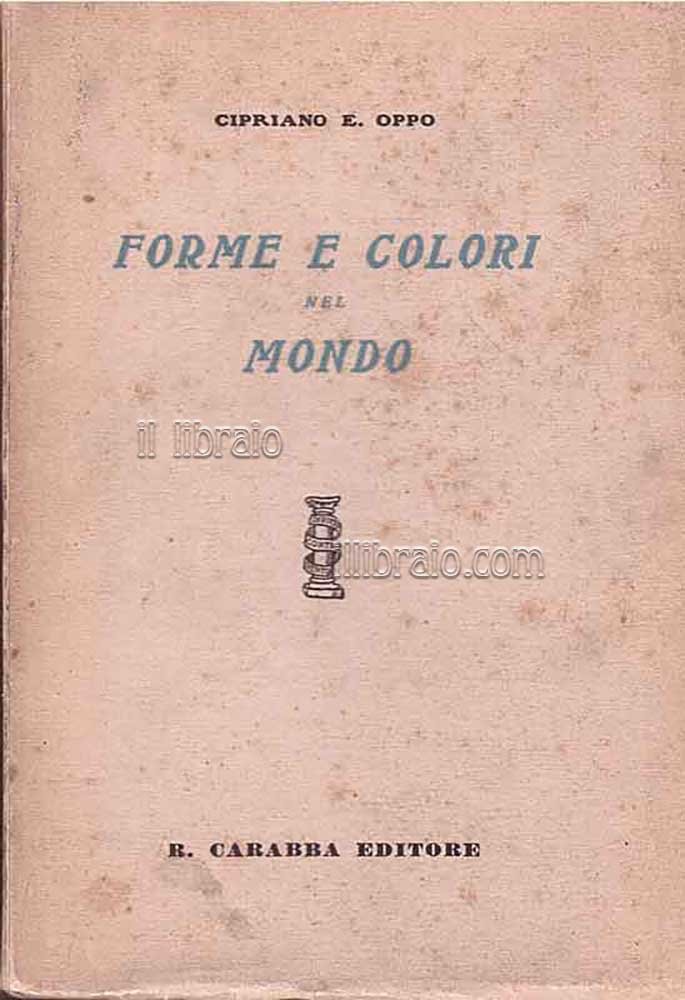 CIPRIANO E. OPPO
FORME E COLORI
NEL
MONDO
il libraio
illibraio.com
R. CARABBA EDITORE